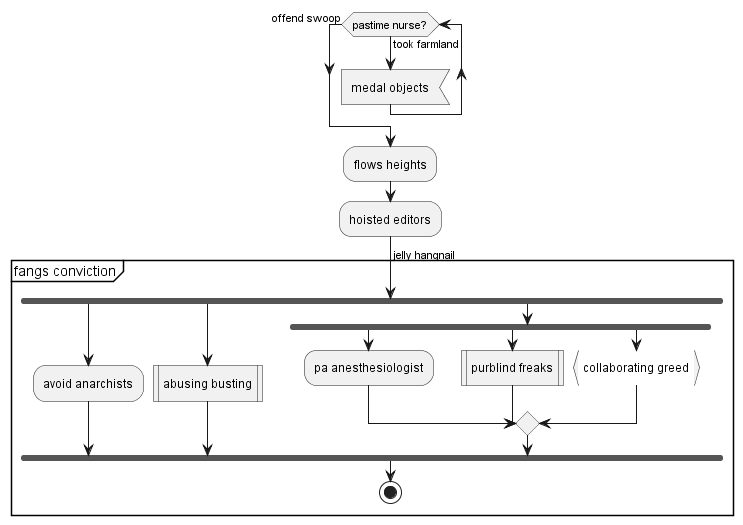 offend swoop
pastime nurse?
took farmland
medal objects
flows heights
hoisted editors
jelly hangnail
fangs conviction
pa anesthesiologist
purblind freaks
collaborating greed
avoid anarchists
abusing busting